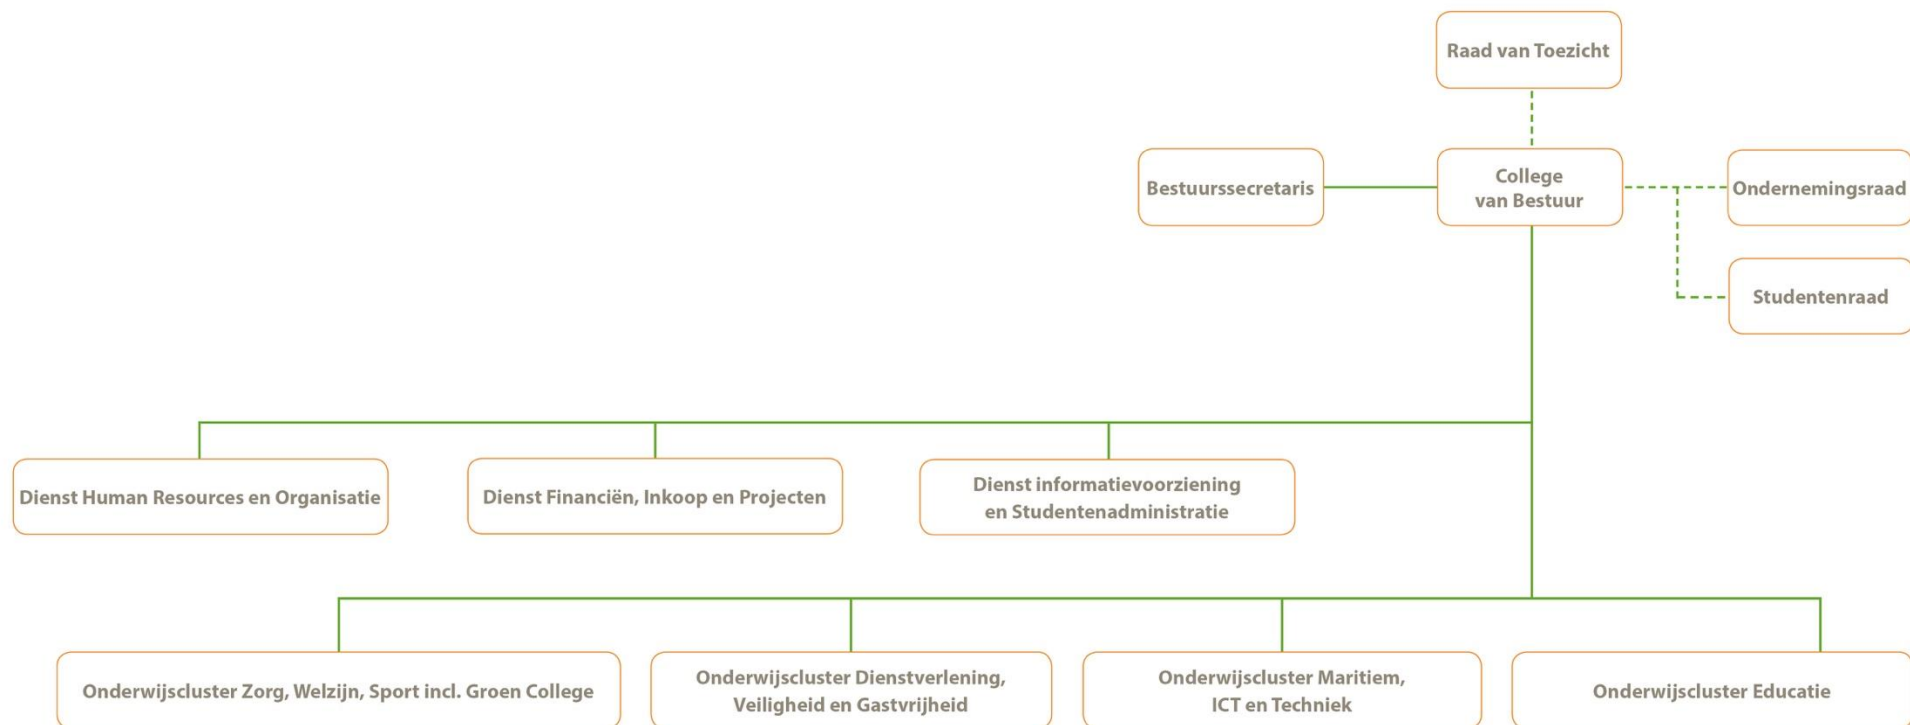 Raad van Toezicht
Bestuurssecretaris
College
van Bestuur
Ondernemingsraad
Studentenraad
Dienst Human Resources en Organisatie
Dienst Financiën, Inkoop en Projecten
Dienst informatievoorziening
en Studentenadministratie
Onderwijscluster Zorg, Welzijn, Sport incl. Groen College
Onderwijscluster Dienstverlening,
Veiligheid en Gastvrijheid
Onderwijscluster Maritiem,
ICT en Techniek
Onderwijscluster Educatie